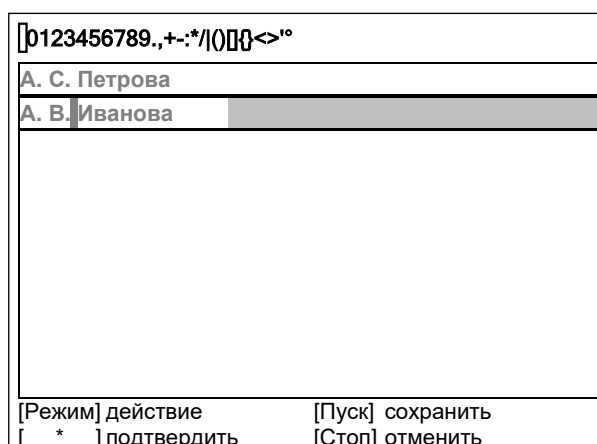 0123456789.,+-:*/|()[]{}<>'°
А. С. Петрова
А. В. Иванова
[Режим] действие [Пуск] сохранить
[ * ] подтвердить [Стоп] отменить